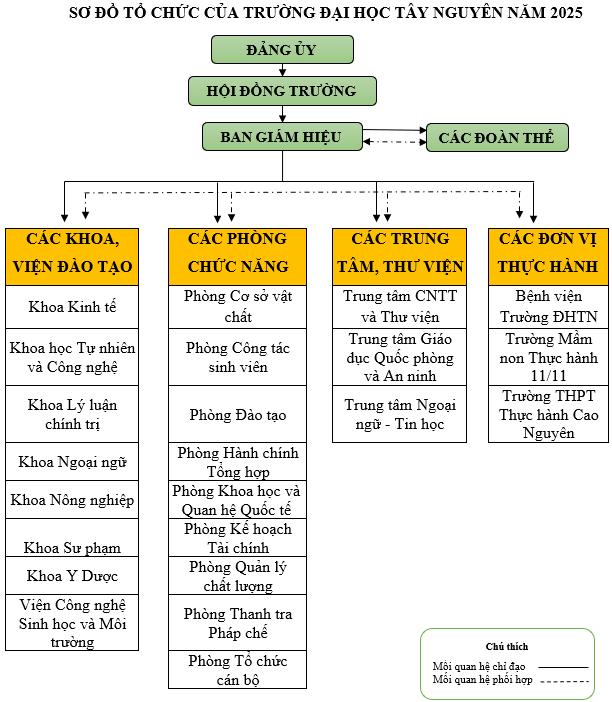 SƠ ĐỒ TỔ CHỨC CỦA TRƯỜNG ĐẠI HỌC TÂY NGUYÊN NĂM 2025
ĐẢNG ỦY
HỘI ĐỒNG TRƯỜNG
BAN GIÁM HIỆU
CÁC ĐOÀN THỂ
CÁC KHOA,
VIỆN ĐÀO TẠO
Khoa Kinh tế
Khoa học Tự nhiên
và Công nghệ
Khoa Lý luận
chính trị
Khoa Ngoại ngữ
Khoa Nông nghiệp
Khoa Sư phạm
Khoa Y Dược
Viện Công nghệ
Sinh học và Môi
trường
CÁC PHÒNG
CHỨC NĂNG
Phòng Cơ sở vật
chất
Phòng Công tác
sinh viên
Phòng Đào tạo
Phòng Hành chính
Tổng hợp
Phòng Khoa học và
Quan hệ Quốc tế
Phòng Kế hoạch
Tài chính
Phòng Quản lý
chất lượng
Phòng Thanh tra
Pháp chế
Phòng Tổ chức
cán bộ
CÁC TRUNG
TÂM, THƯ VIỆN
Trung tâm CNTT
và Thư viện
Trung tâm Giáo
dục Quốc phòng
và An ninh
Trung tâm Ngoại
ngữ - Tin học
CÁC ĐƠN VỊ
THỰC HÀNH
Bệnh viện
Trường ĐHTN
Trường Mầm
non Thực hành
11/11
Trường THPT
Thực hành Cao
Nguyên
Chú thích
Mối quan hệ chỉ đạo
Mối quan hệ phối hợp